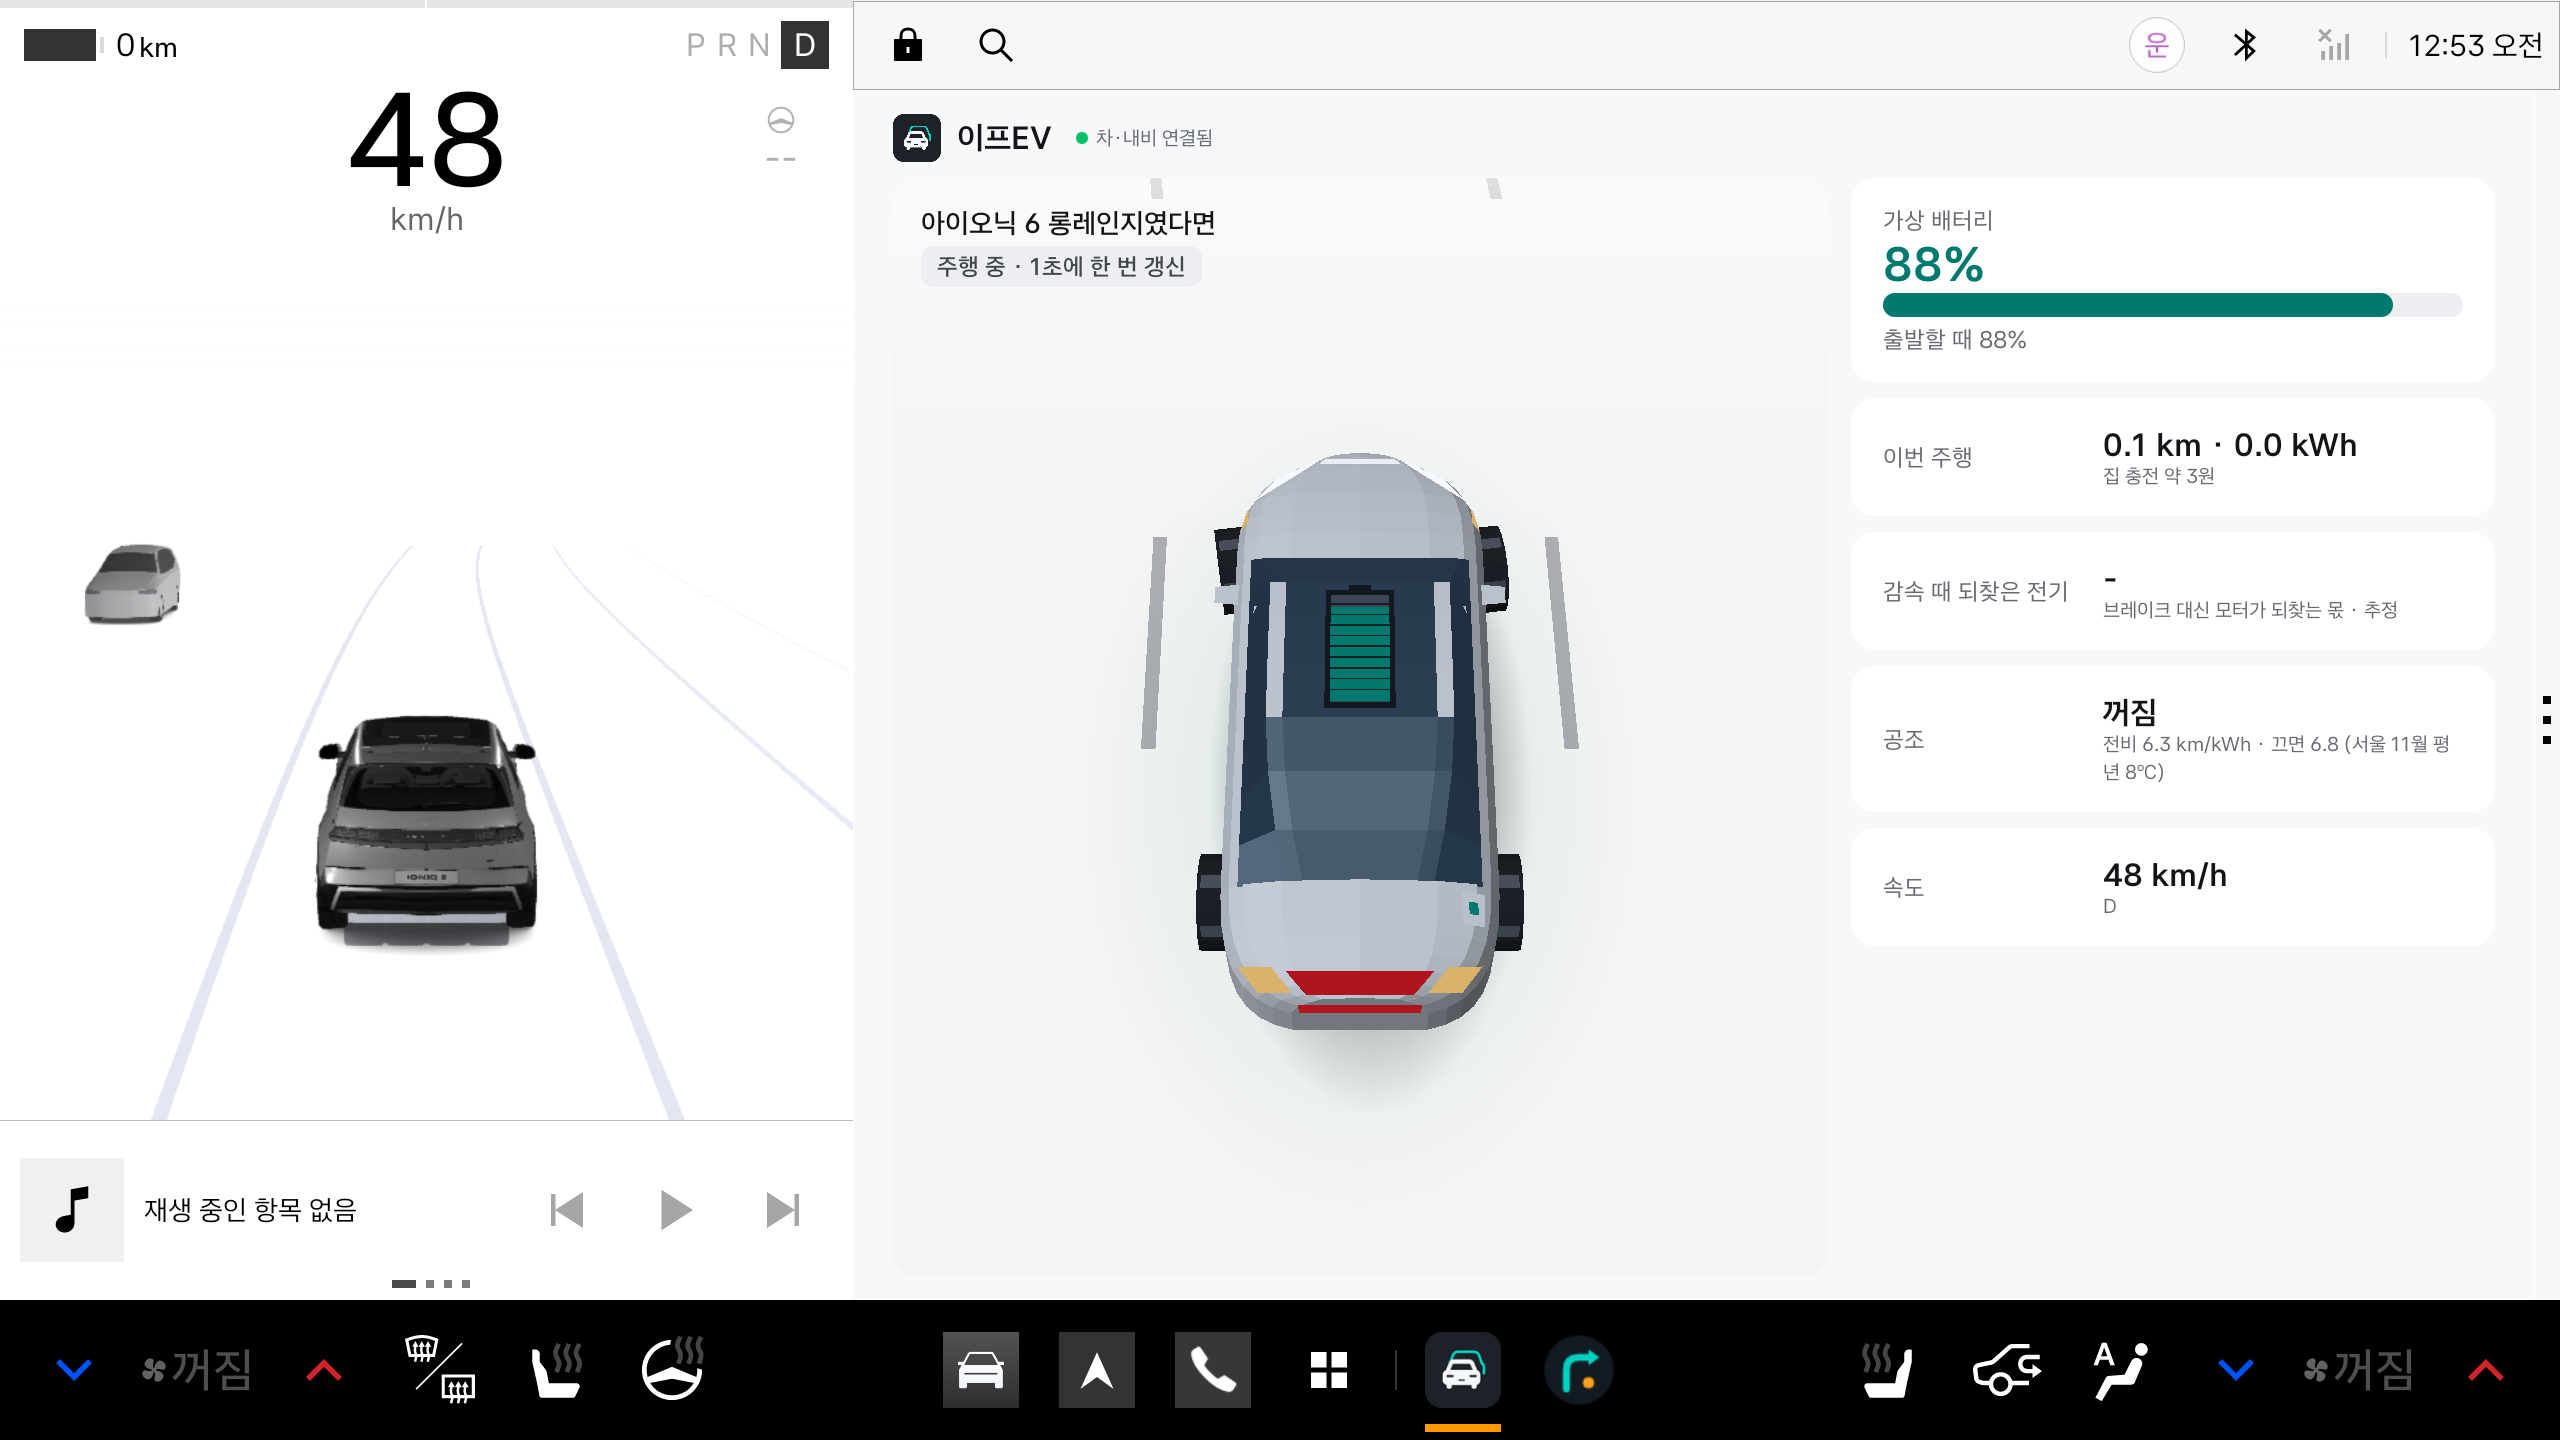 0 km
P R N D
48
km/h
--
재생 중인 항목 없음
운
12:53 오전
이프EV
차·내비 연결됨
아이오닉 6 롱레인지였다면
주행 중 · 1초에 한 번 갱신
가상 배터리
88%
출발할 때 88%
이번 주행
0.1 km · 0.0 kWh
집 충전 약 3원
감속 때 되찾은 전기
-
브레이크 대신 모터가 되찾는 몫 · 추정
공조
꺼짐
전비 6.3 km/kWh · 끄면 6.8 (서울 11월 평
년 8°C)
속도
48 km/h
D
꺼짐
A
꺼짐